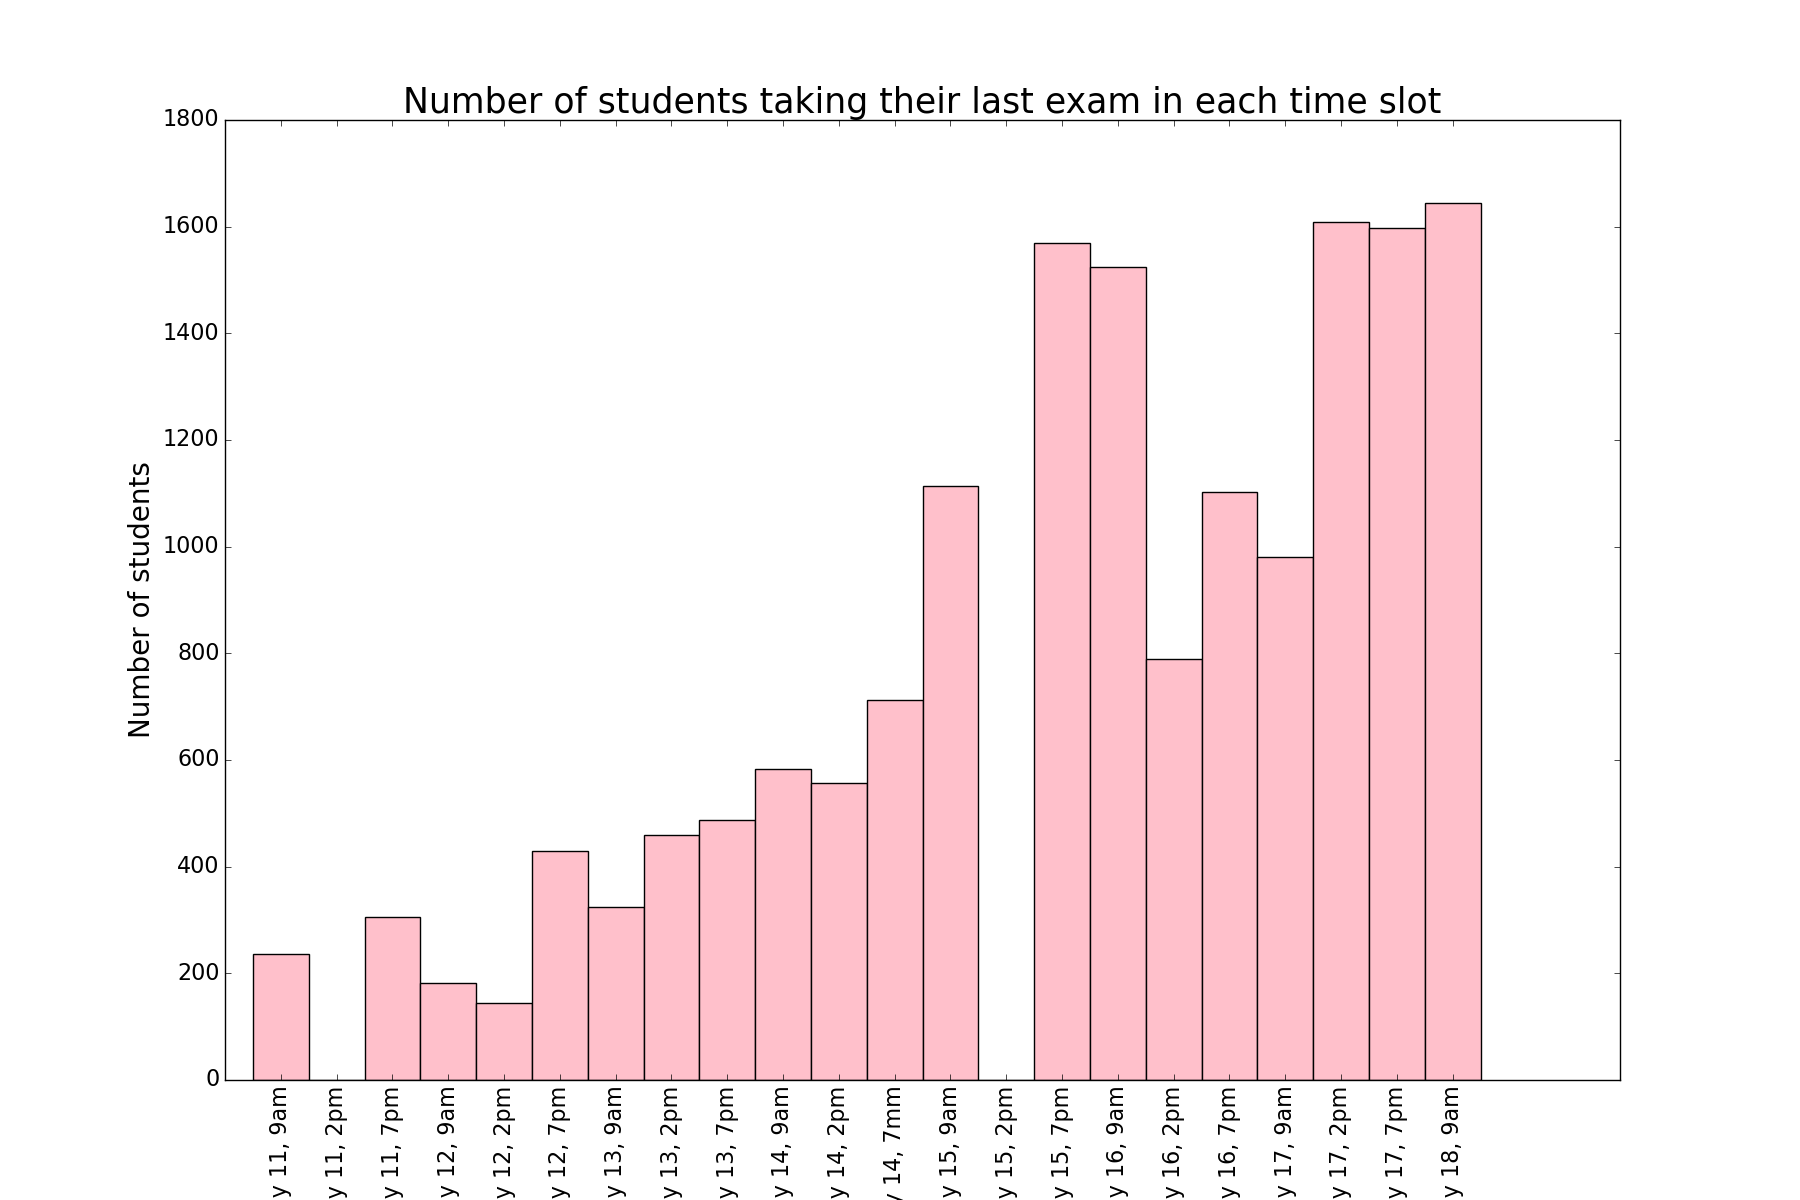 Number of students taking their last exam in each time slot
Number of students
1800
1600
1400
1200
1000
800
600
400
200
0
y 11, 9am
y 11, 2pm
y 11, 7pm
y 12, 9am
y 12, 2pm
y 12, 7pm
y 13, 9am
y 13, 2pm
y 13, 7pm
y 14, 9am
y 14, 2pm
y 14, 7mm
y 15, 9am
y 15, 2pm
y 15, 7pm
y 16, 9am
y 16, 2pm
y 16, 7pm
y 17, 9am
y 17, 2pm
y 17, 7pm
y 18, 9am